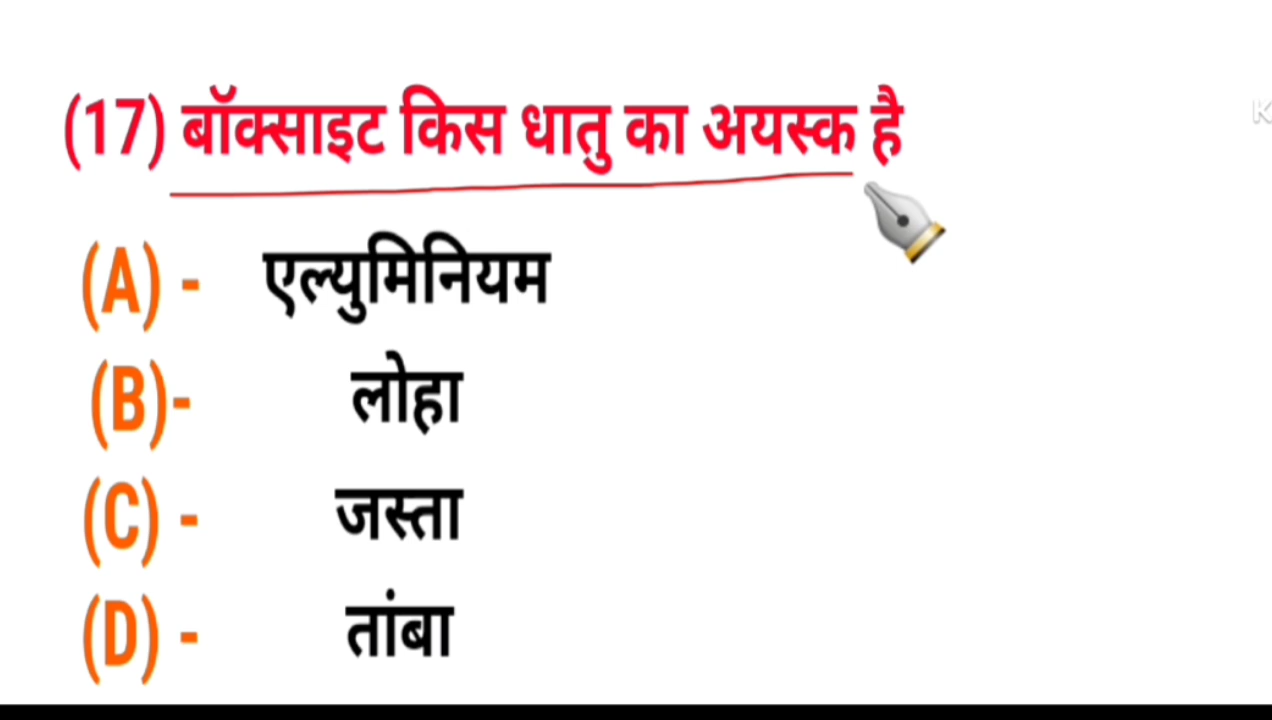 (17) बॉक्साइट किस धातु का अयस्क है
(A) - एल्युमिनियम
(B)- लोहा
(C) - जस्ता
(D) - तांबा